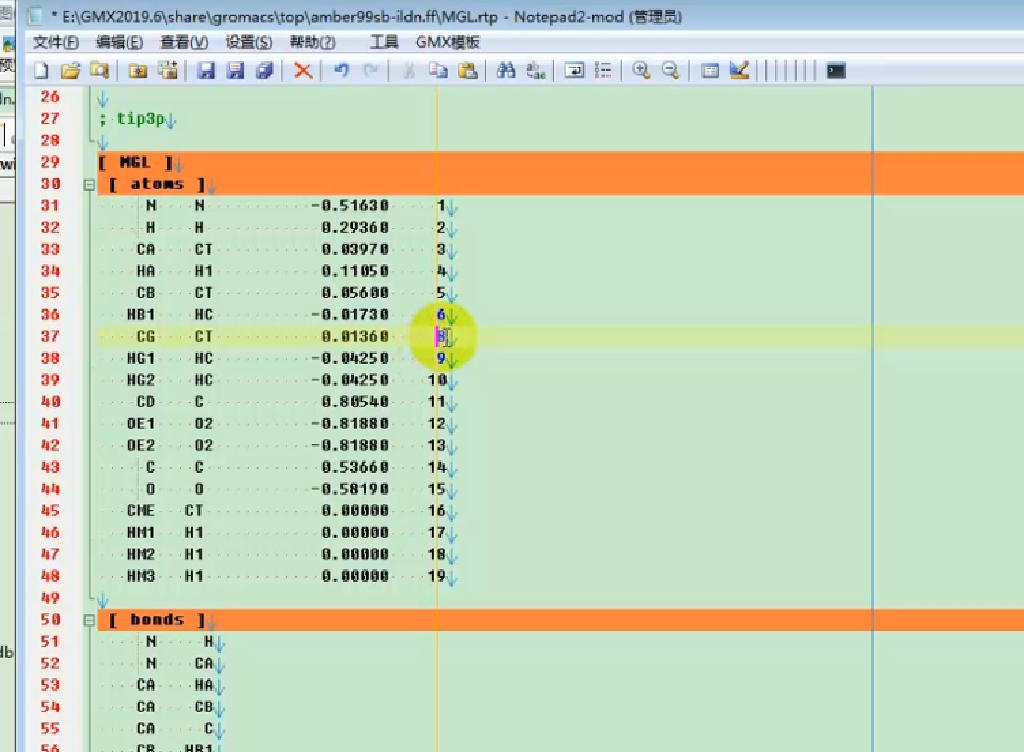 * E:\GMX2019.6\share\gromacs\top\amber99sb-ildn.ff\MGL.rtp - Notepad2-mod (管理员)
文件(F) 编辑(E) 查看(V) 设置(S) 帮助(?) 工具 GMX模板
26
27 ; tip3p
28
29 [ MGL ]
30 [ atoms ]
31 N N -0.51630 1
32 H H 0.29360 2
33 CA CT 0.03970 3
34 HA H1 0.11050 4
35 CB CT 0.05600 5
36 HB1 HC -0.01730 6
37 CG CT 0.01360 8
38 HG1 HC -0.04250 9
39 HG2 HC -0.04250 10
40 CD C 0.80540 11
41 OE1 O2 -0.81880 12
42 OE2 O2 -0.81880 13
43 C C 0.53660 14
44 O O -0.58190 15
45 CME CT 0.00000 16
46 HM1 H1 0.00000 17
47 HM2 H1 0.00000 18
48 HM3 H1 0.00000 19
49
50 [ bonds ]
51 N H
52 N CA
53 CA HA
54 CA CB
55 CA C
56 CB HB1